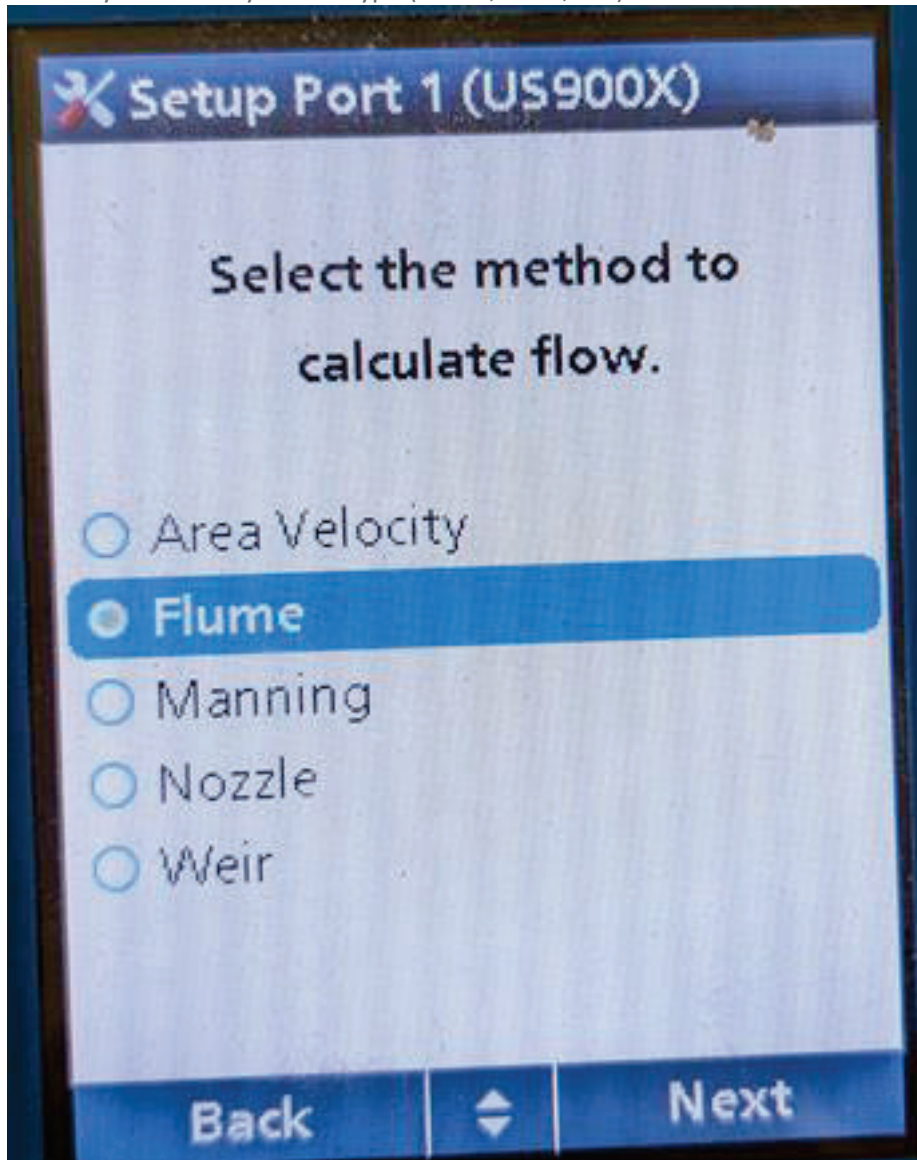 Setup Port 1 (US900X)
Select the method to
calculate flow.
Area Velocity
Flume
Manning
Nozzle
Weir
Back
Next